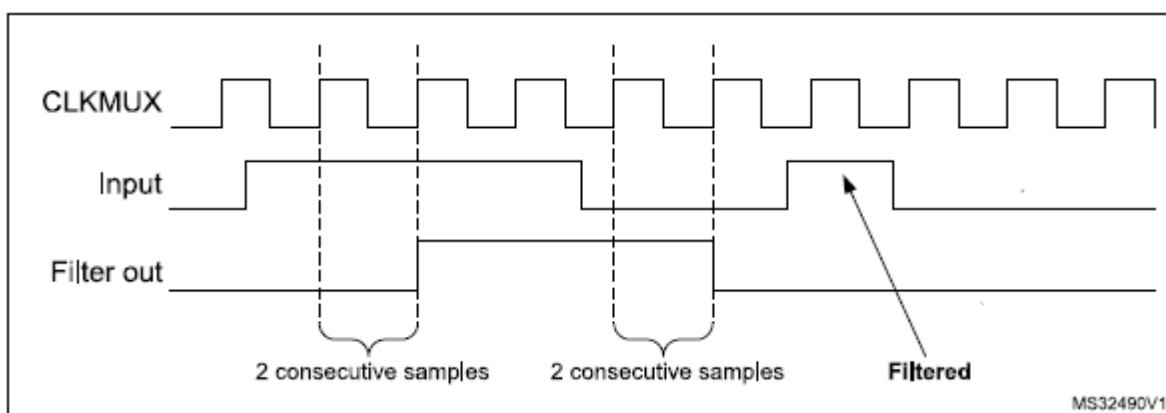 CLKMUX
Input
Filter out
2 consecutive samples
2 consecutive samples
Filtered
MS32490V1